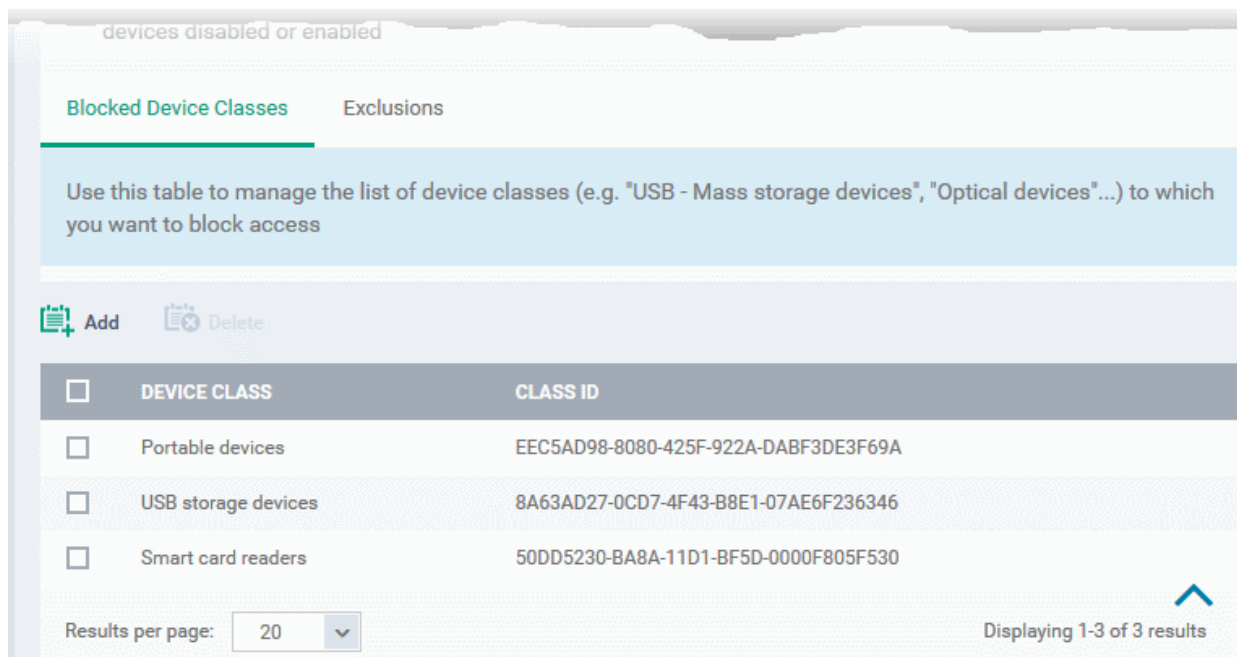 devices disabled or enabled
Blocked Device Classes Exclusions
Use this table to manage the list of device classes (e.g. "USB - Mass storage devices", "Optical devices"...) to which
you want to block access
Add Delete
DEVICE CLASS CLASS ID
Portable devices EEC5AD98-8080-425F-922A-DABF3DE3F69A
USB storage devices 8A63AD27-0CD7-4F43-B8E1-07AE6F236346
Smart card readers 50DD5230-BA8A-11D1-BF5D-0000F805F530
Results per page: 20 Displaying 1-3 of 3 results